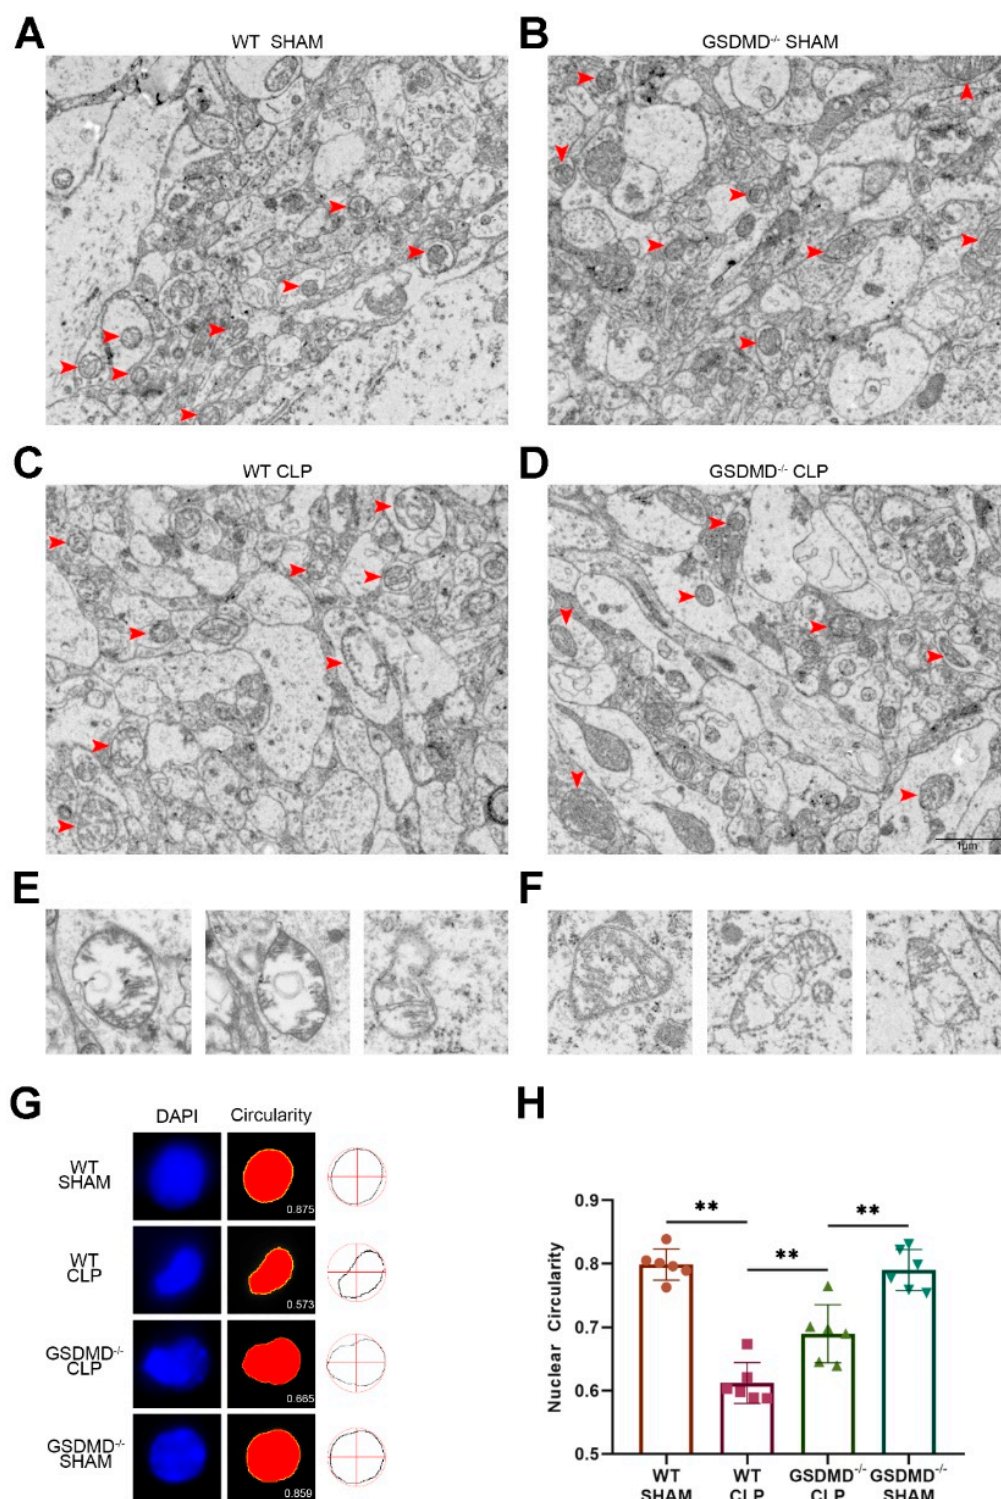 A
WT SHAM
B
GSDMD-/- SHAM
C
WT CLP
D
GSDMD-/- CLP
1um
E
F
G
DAPI
Circularity
WT
SHAM
0.875
WT
CLP
0.573
GSDMD-/-
CLP
0.665
GSDMD-/-
SHAM
0.859
H
Nuclear Circularity
0.9
0.8
0.7
0.6
0.5
**
**
**
WT
SHAM
WT
CLP
GSDMD-/-
CLP
GSDMD-/-
SHAM